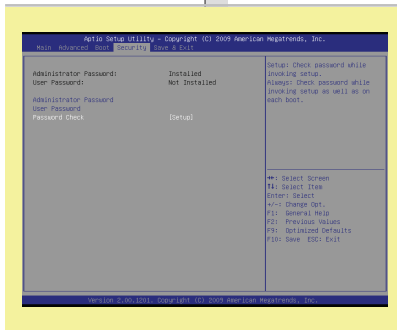 Aptio Setup Utility – Copyright (C) 2009 American Megatrends, Inc.
Main Advanced Boot Security Save & Exit
Administrator Password: Installed
User Password: Not Installed
Administrator Password
User Password
Password Check [Setup]
Setup: Check password while
invoking setup.
Always: Check password while
invoking setup as well as on
each boot.
→←: Select Screen
↑↓: Select Item
Enter: Select
+/-: Change Opt.
F1: General Help
F2: Previous Values
F9: Optimized Defaults
F10: Save ESC: Exit
Version 2.00.1201. Copyright (C) 2009 American Megatrends, Inc.